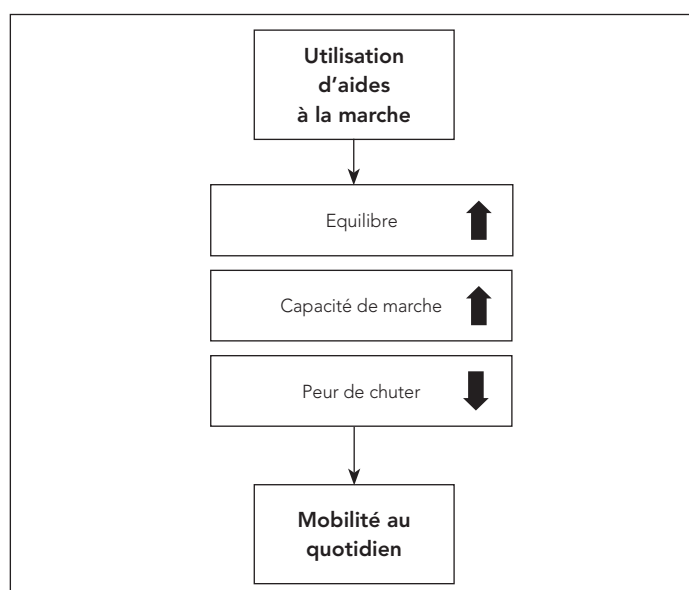 Utilisation
d’aides
à la marche
Equilibre
Capacité de marche
Peur de chuter
Mobilité au
quotidien